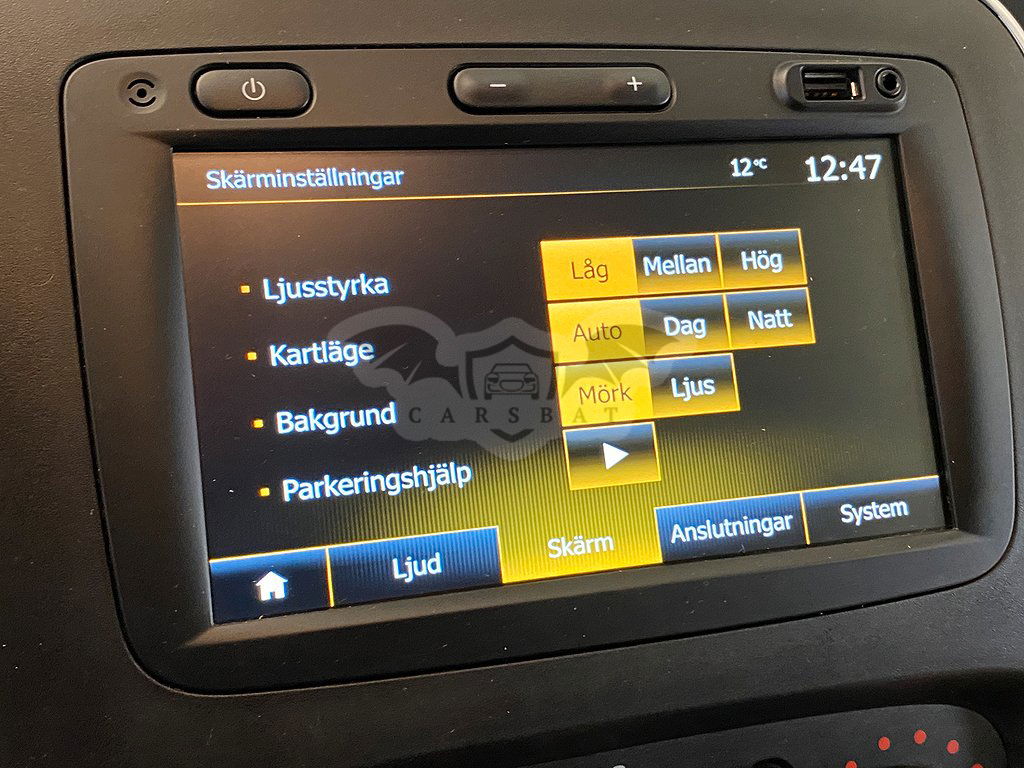 − +
Skärminställningar 12°C 12:47
Ljusstyrka Låg Mellan Hög
Kartläge Auto Dag Natt
Bakgrund Mörk Ljus
CARSBAT
Parkeringshjälp
Ljud Skärm Anslutningar System